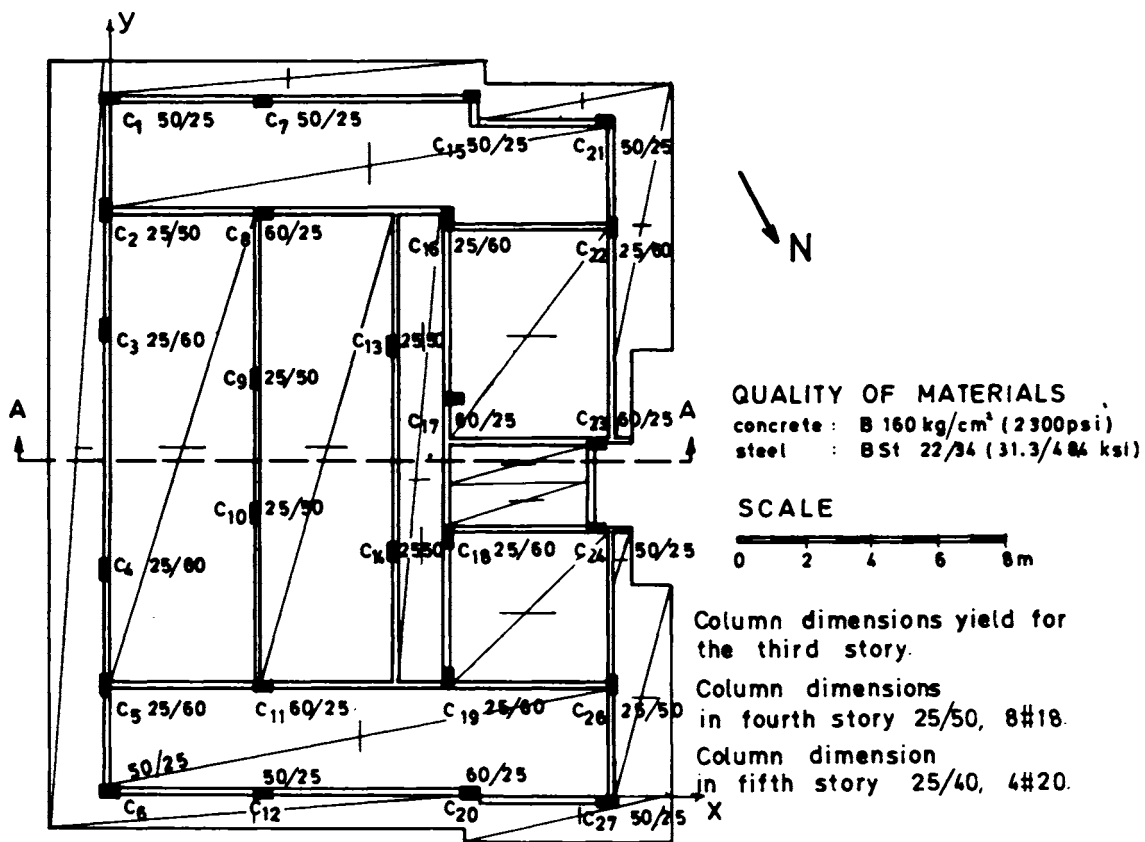 y
C1 50/25
C7 50/25
C15 50/25
C21 50/25
C2 25/50
C8 60/25
C16 25/60
C22 25/60
N
C3 25/60
C13 2550
C9 25/50
C17 60/25
C23 60/25
A
A
QUALITY OF MATERIALS
concrete : B 160 kg/cm² (2300psi)
steel : BSt 22/34 (31.3/48.4 ksi)
C10 25/50
C4 25/60
C14 2550
C18 25/60
C24 50/25
SCALE
0 2 4 6 8m
Column dimensions yield for
the third story.
C5 25/60
C11 60/25
C19 25/60
C26 25/50
Column dimensions
in fourth story 25/50, 8#18.
Column dimension
in fifth story 25/40, 4#20.
50/25
50/25
60/25
C6
C12
C20
C27 50/25
x